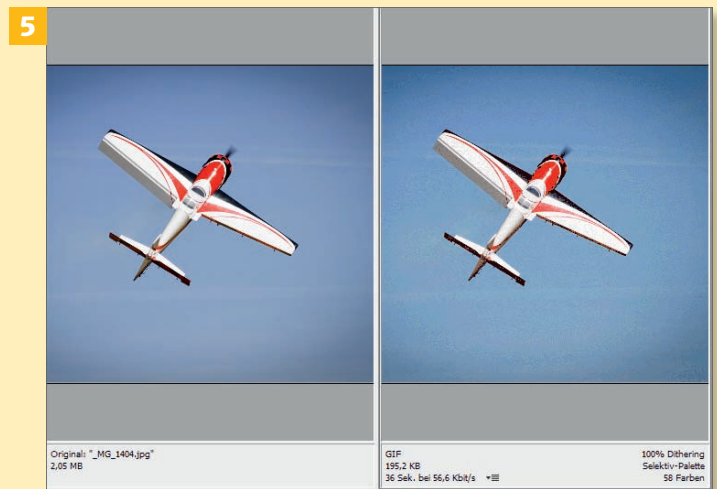 5
Original: "_MG_1404.jpg"
2,05 MB
GIF
195,2 KB
36 Sek. bei 56,6 Kbit/s
100% Dithering
Selektiv-Palette
58 Farben